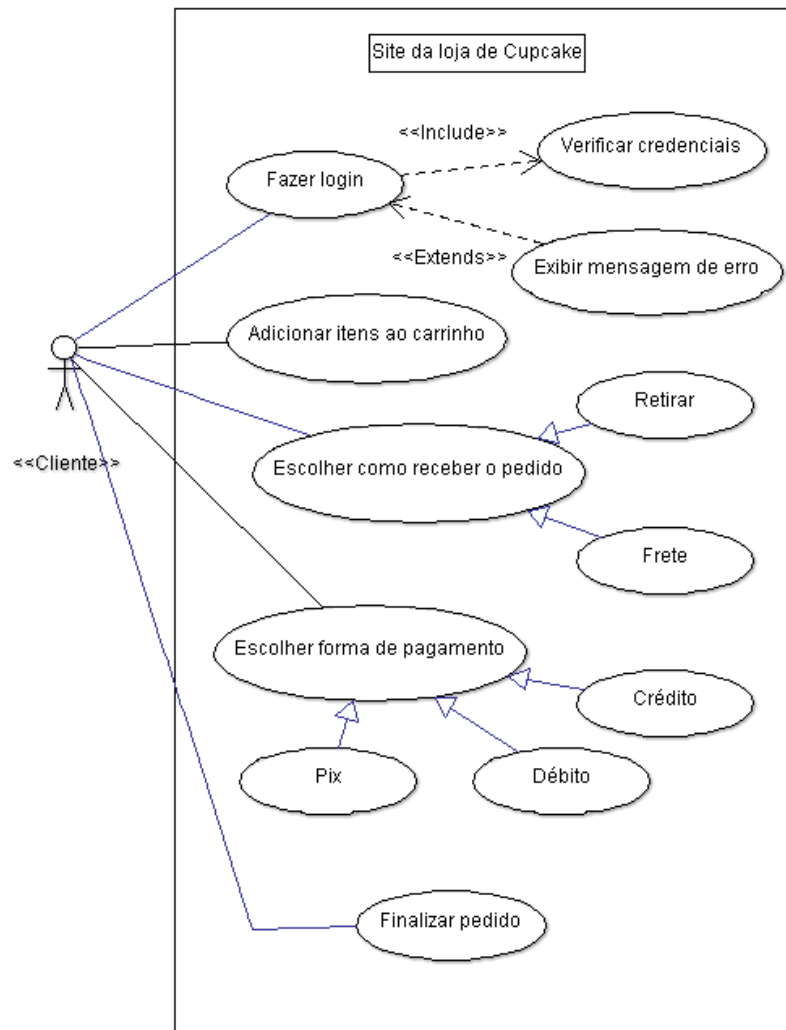 Site da loja de Cupcake
<<Include>>
Verificar credenciais
Fazer login
<<Extends>>
Exibir mensagem de erro
Adicionar itens ao carrinho
Retirar
<<Cliente>>
Escolher como receber o pedido
Frete
Escolher forma de pagamento
Crédito
Pix
Débito
Finalizar pedido